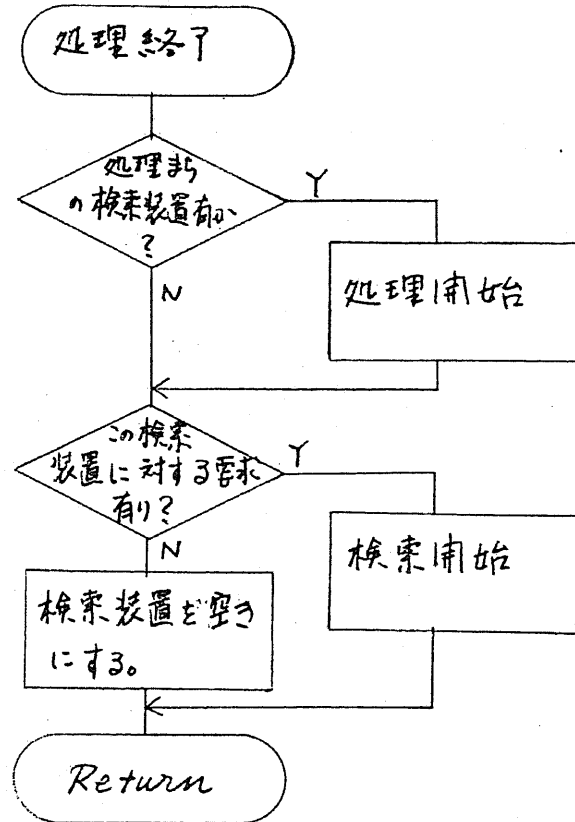 処理終了
処理まち
の検索装置有か
?
Y
N
処理開始
この検索
装置に対する要求
有り?
Y
N
検索開始
検索装置を空き
にする。
Return